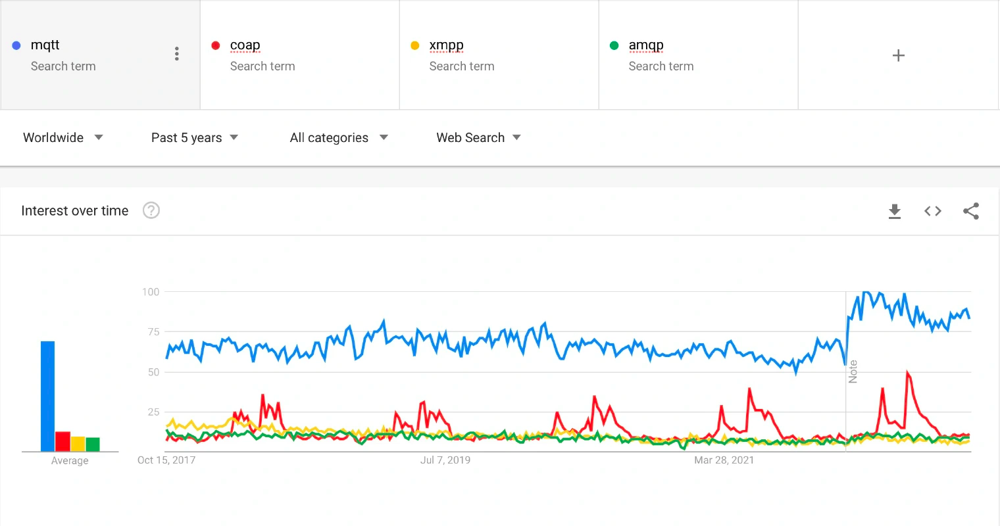 mqtt
Search term
coap
Search term
xmpp
Search term
amqp
Search term
+
Worldwide
Past 5 years
All categories
Web Search
Interest over time
?
100
75
50
25
Note
Average
Oct 15, 2017
Jul 7, 2019
Mar 28, 2021